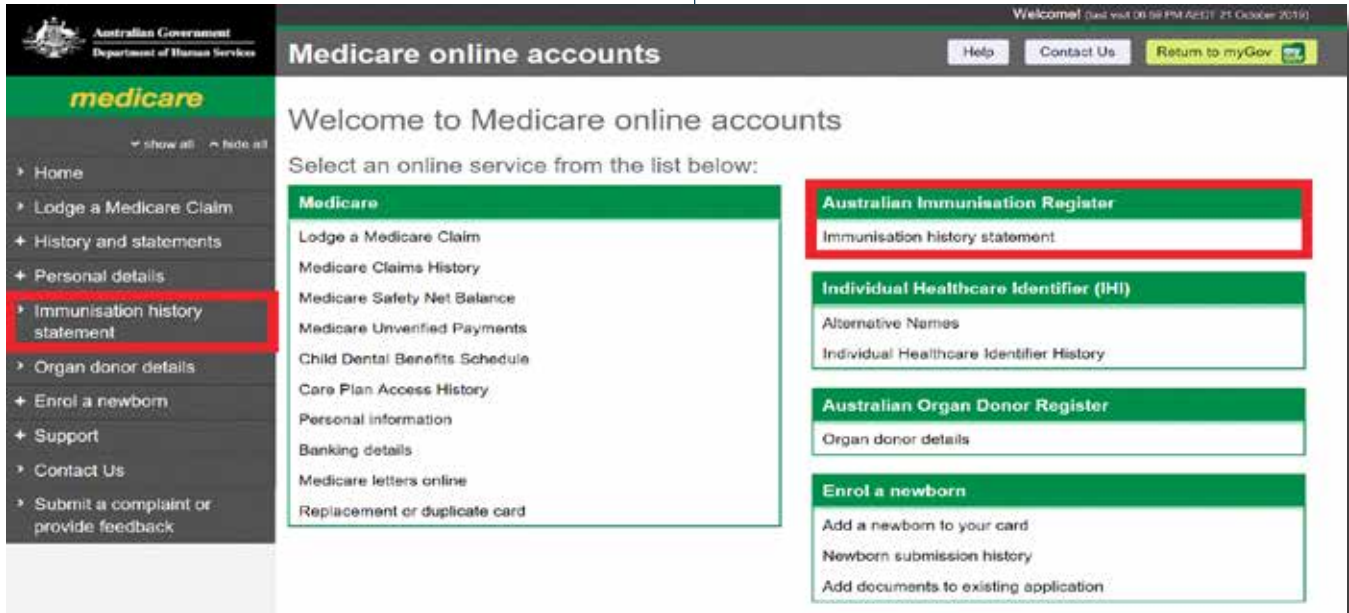 Australian Government
Department of Human Services
Welcome! (last visit 06:59 PM AEDT 21 October 2019)
Medicare online accounts
Help
Contact Us
Return to myGov
medicare
show all
hide all
Home
Lodge a Medicare Claim
History and statements
Personal details
Immunisation history
statement
Organ donor details
Enrol a newborn
Support
Contact Us
Submit a complaint or
provide feedback
Welcome to Medicare online accounts
Select an online service from the list below:
Medicare
Lodge a Medicare Claim
Medicare Claims History
Medicare Safety Net Balance
Medicare Unverified Payments
Child Dental Benefits Schedule
Care Plan Access History
Personal information
Banking details
Medicare letters online
Replacement or duplicate card
Australian Immunisation Register
Immunisation history statement
Individual Healthcare Identifier (IHI)
Alternative Names
Individual Healthcare Identifier History
Australian Organ Donor Register
Organ donor details
Enrol a newborn
Add a newborn to your card
Newborn submission history
Add documents to existing application